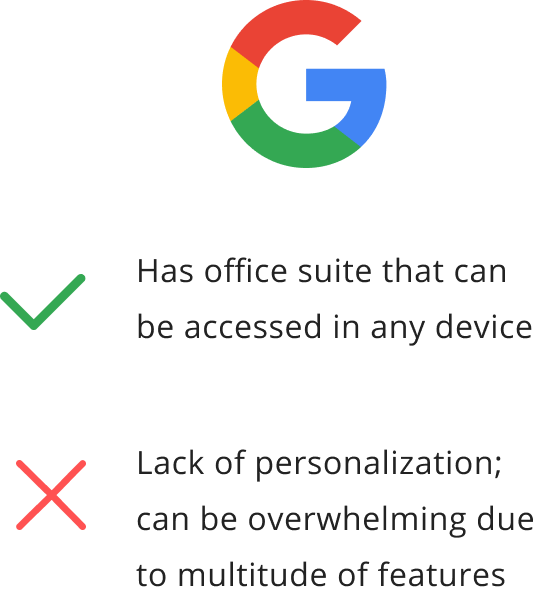 Has office suite that can
be accessed in any device
Lack of personalization;
can be overwhelming due
to multitude of features